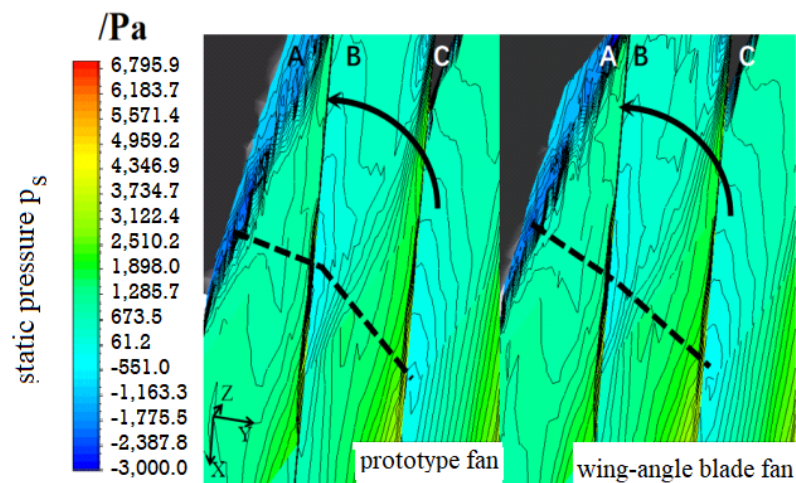 /Pa
static pressure p s
6,795.9
6,183.7
5,571.4
4,959.2
4,346.9
3,734.7
3,122.4
2,510.2
1,898.0
1,285.7
673.5
61.2
-551.0
-1,163.3
-1,775.5
-2,387.8
-3,000.0
A B C
Z
Y
X
prototype fan
A B C
wing-angle blade fan